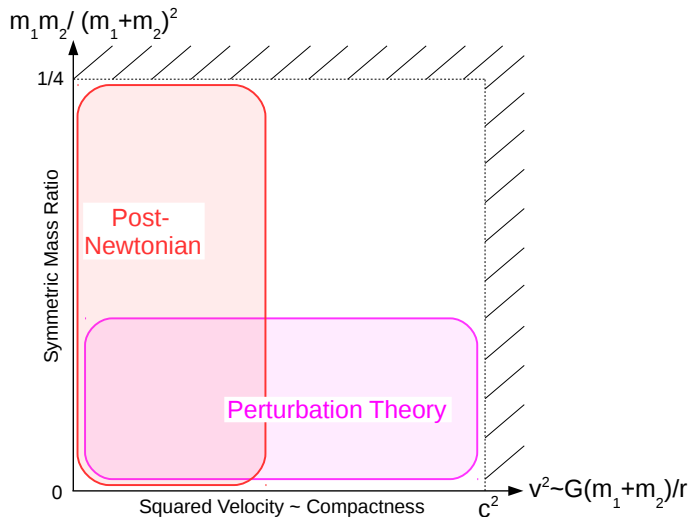 m₁m₂/ (m₁+m₂)²
1/4
Symmetric Mass Ratio
Post-
Newtonian
Perturbation Theory
0
Squared Velocity ~ Compactness
c²
v²~G(m₁+m₂)/r